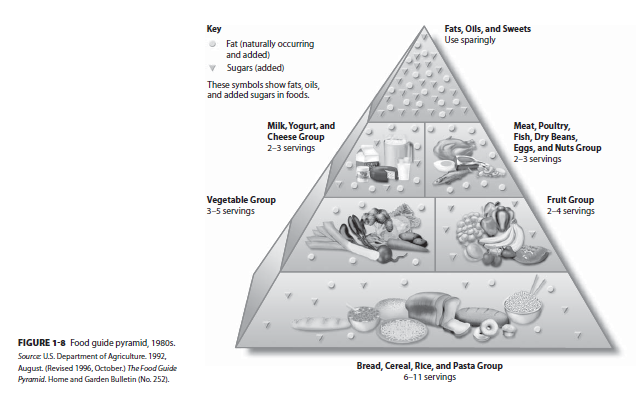 Key
Fat (naturally occurring
and added)
Sugars (added)
These symbols show fats, oils,
and added sugars in foods.
Fats, Oils, and Sweets
Use sparingly
Milk, Yogurt, and
Cheese Group
2–3 servings
Meat, Poultry,
Fish, Dry Beans,
Eggs, and Nuts Group
2–3 servings
Vegetable Group
3–5 servings
Fruit Group
2–4 servings
Bread, Cereal, Rice, and Pasta Group
6–11 servings
FIGURE 1-8 Food guide pyramid, 1980s.
Source: U.S. Department of Agriculture. 1992,
August. (Revised 1996, October.) The Food Guide
Pyramid. Home and Garden Bulletin (No. 252).